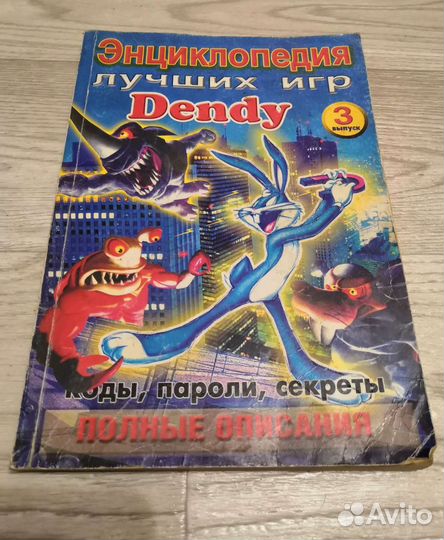 Энциклопедия
лучших игр
Dendy
3
выпуск
коды, пароли, секреты
ПОЛНЫЕ ОПИСАНИЯ
Avito